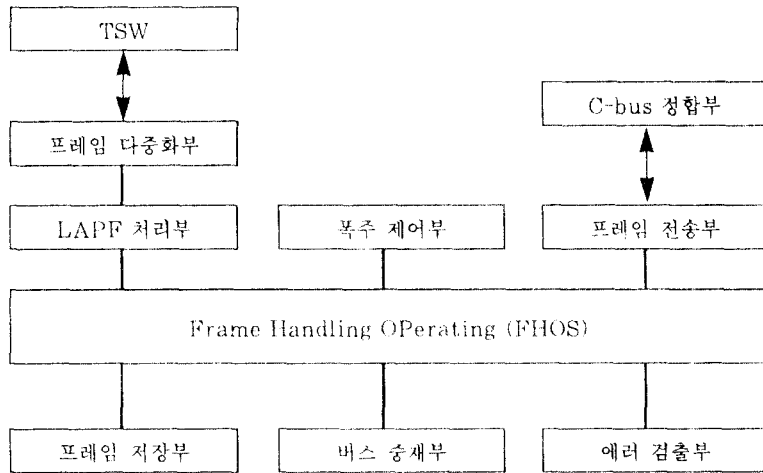 TSW
C-bus 정합부
프레임 다중화부
LAPF 처리부
폭주 제어부
프레임 전송부
Frame Handling OPerating (FHOS)
프레임 저장부
버스 중재부
에러 검출부